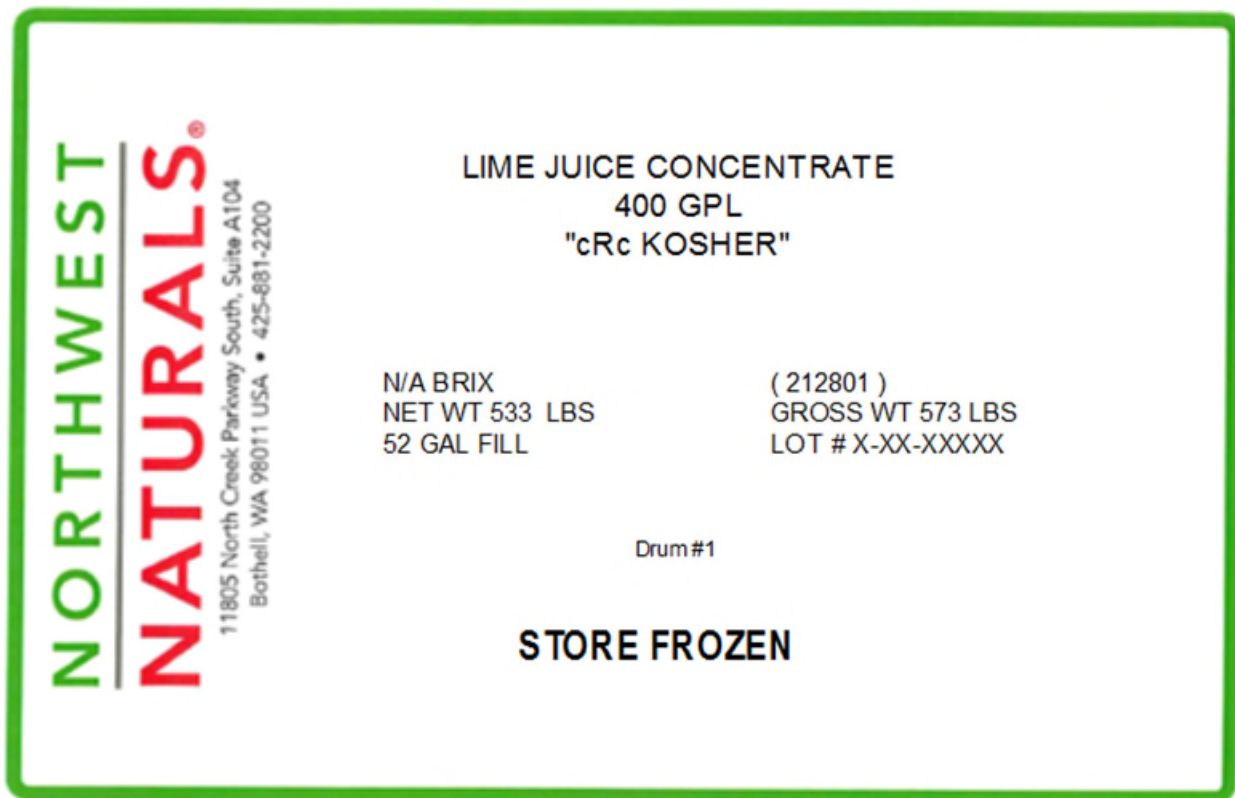 NORTHWEST
NATURALS®
11805 North Creek Parkway South, Suite A104
Bothell, WA 98011 USA • 425-881-2200
LIME JUICE CONCENTRATE
400 GPL
"cRc KOSHER"
N/A BRIX
NET WT 533 LBS
52 GAL FILL
( 212801 )
GROSS WT 573 LBS
LOT # X-XX-XXXXX
Drum #1
STORE FROZEN